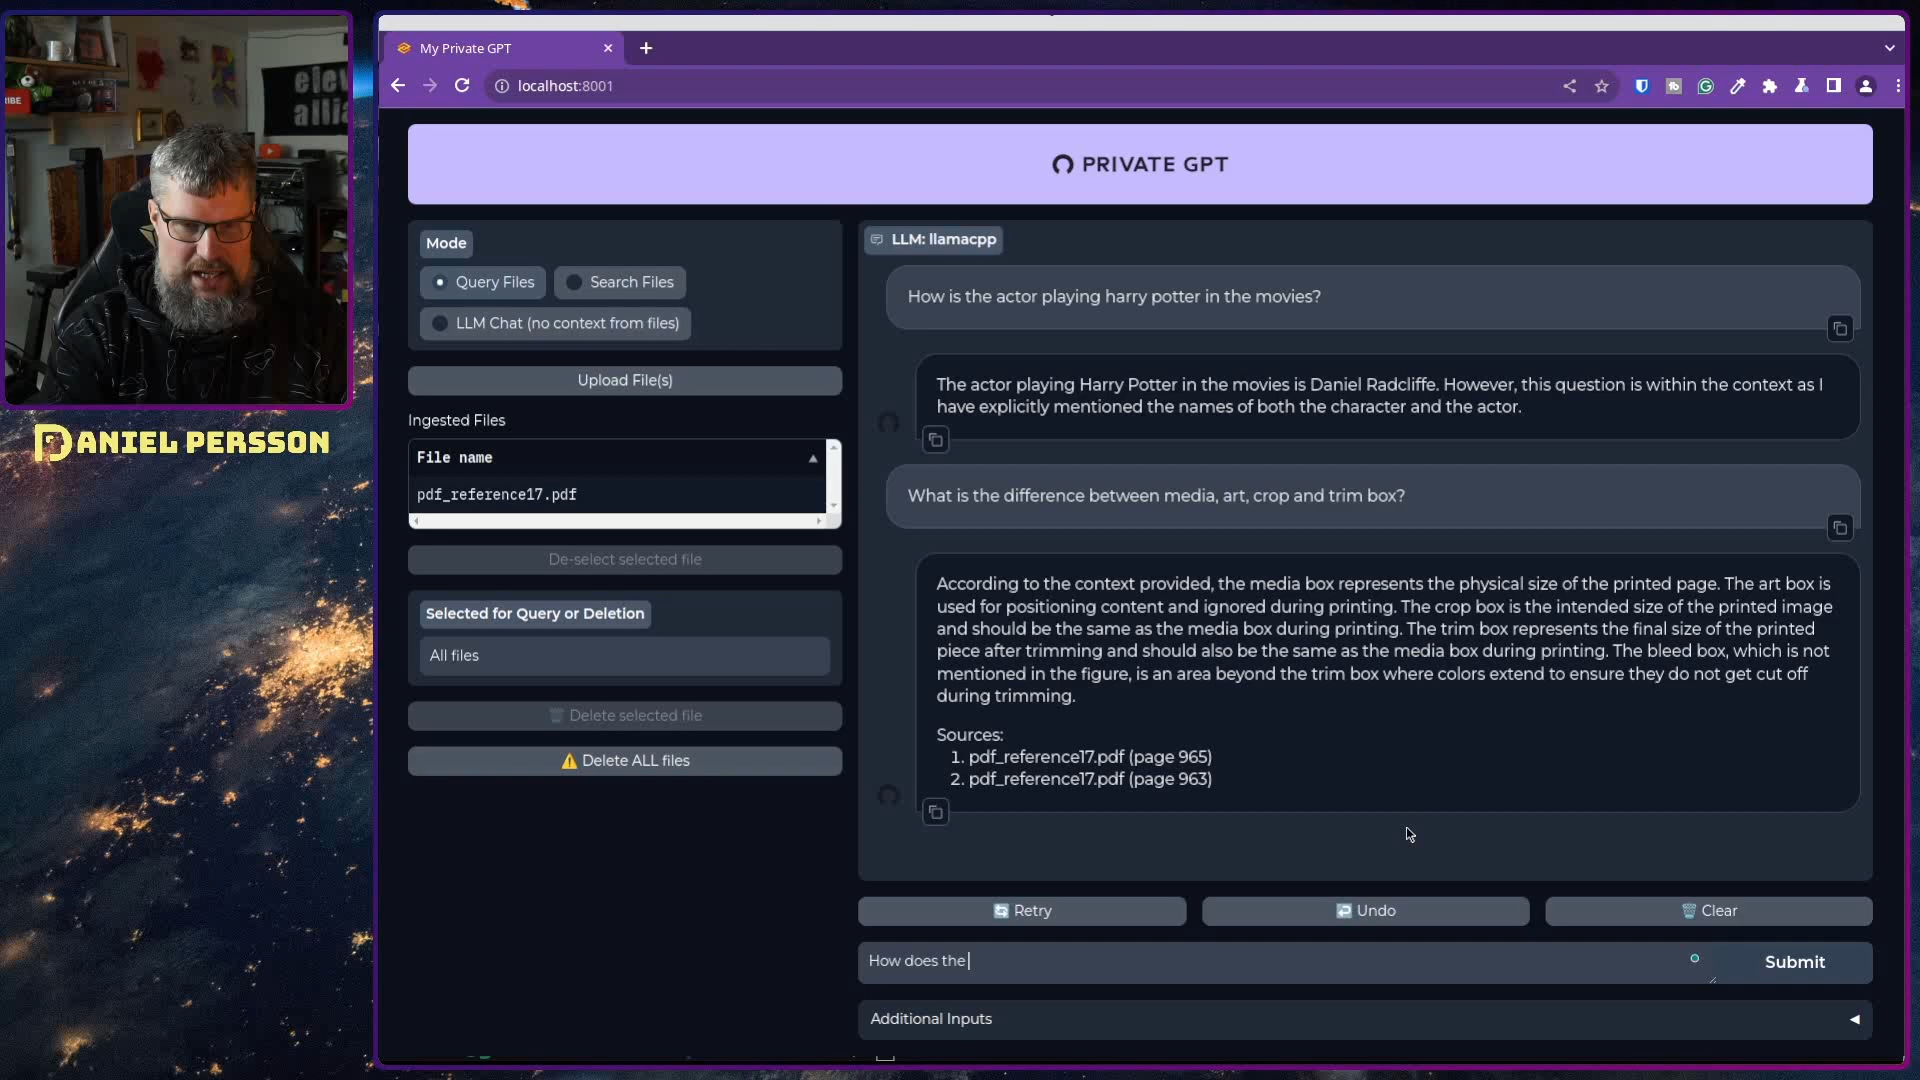 elev
allia
IBE
DANIEL PERSSON
My Private GPT
localhost:8001
PRIVATE GPT
Mode
Query Files
Search Files
LLM Chat (no context from files)
Upload File(s)
Ingested Files
File name
pdf_reference17.pdf
De-select selected file
Selected for Query or Deletion
All files
Delete selected file
Delete ALL files
LLM: llamacpp
How is the actor playing harry potter in the movies?
The actor playing Harry Potter in the movies is Daniel Radcliffe. However, this question is within the context as I
have explicitly mentioned the names of both the character and the actor.
What is the difference between media, art, crop and trim box?
According to the context provided, the media box represents the physical size of the printed page. The art box is
used for positioning content and ignored during printing. The crop box is the intended size of the printed image
and should be the same as the media box during printing. The trim box represents the final size of the printed
piece after trimming and should also be the same as the media box during printing. The bleed box, which is not
mentioned in the figure, is an area beyond the trim box where colors extend to ensure they do not get cut off
during trimming.
Sources:
1. pdf_reference17.pdf (page 965)
2. pdf_reference17.pdf (page 963)
Retry
Undo
Clear
How does the
Submit
Additional Inputs